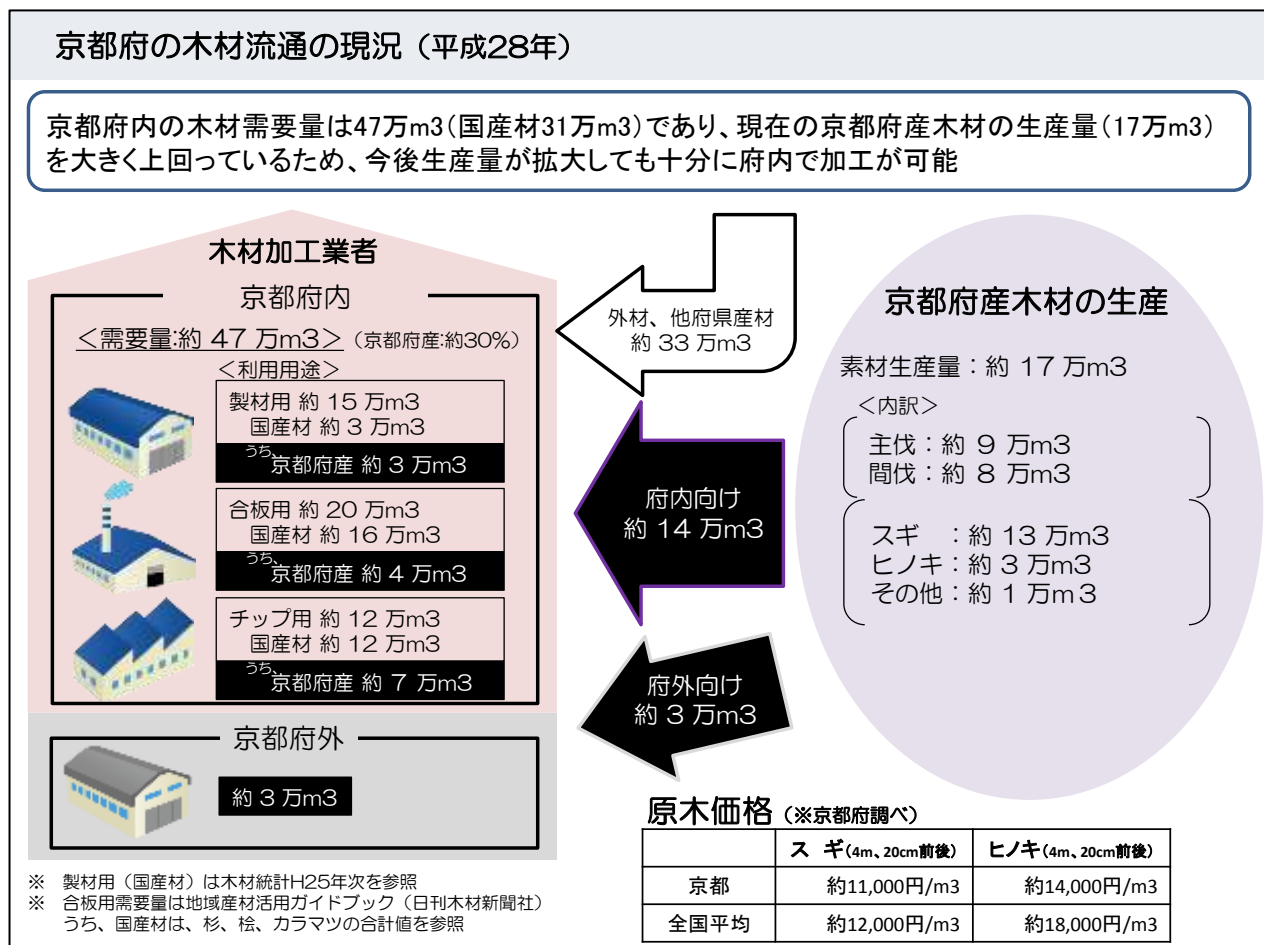 京都府の木材流通の現況（平成28年）
京都府内の木材需要量は47万m3（国産材31万m3）であり、現在の京都府産木材の生産量（17万m3）
を大きく上回っているため、今後生産量が拡大しても十分に府内で加工が可能
木材加工業者
京都府内
＜需要量:約 47 万m3＞（京都府産:約30%）
＜利用用途＞
製材用 約 15 万m3
国産材 約 3 万m3
うち、京都府産 約 3 万m3
合板用 約 20 万m3
国産材 約 16 万m3
うち、京都府産 約 4 万m3
チップ用 約 12 万m3
国産材 約 12 万m3
うち、京都府産 約 7 万m3
京都府外
約 3 万m3
外材、他府県産材
約 33 万m3
府内向け
約 14 万m3
府外向け
約 3 万m3
京都府産木材の生産
素材生産量：約 17 万m3
＜内訳＞
主伐：約 9 万m3
間伐：約 8 万m3
スギ　：約 13 万m3
ヒノキ：約 3 万m3
その他：約 1 万m３
原木価格（※京都府調べ）
ス　ギ(4m、20cm前後)　ヒノキ(4m、20cm前後)
京都　約11,000円/m3　約14,000円/m3
全国平均　約12,000円/m3　約18,000円/m3
※　製材用（国産材）は木材統計H25年次を参照
※　合板用需要量は地域産材活用ガイドブック（日刊木材新聞社）
うち、国産材は、杉、桧、カラマツの合計値を参照